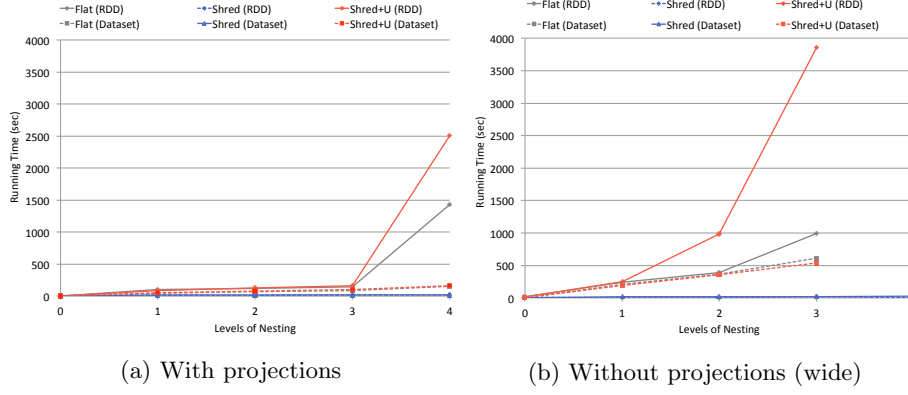 Flat (RDD) Shred (RDD) Shred+U (RDD)
Flat (Dataset) Shred (Dataset) Shred+U (Dataset)
4000
3500
3000
2500
2000
1500
1000
500
0
Running Time (sec)
0 1 2 3 4
Levels of Nesting
(a) With projections
Flat (RDD) Shred (RDD) Shred+U (RDD)
Flat (Dataset) Shred (Dataset) Shred+U (Dataset)
4000
3500
3000
2500
2000
1500
1000
500
0
Running Time (sec)
0 1 2 3
Levels of Nesting
(b) Without projections (wide)